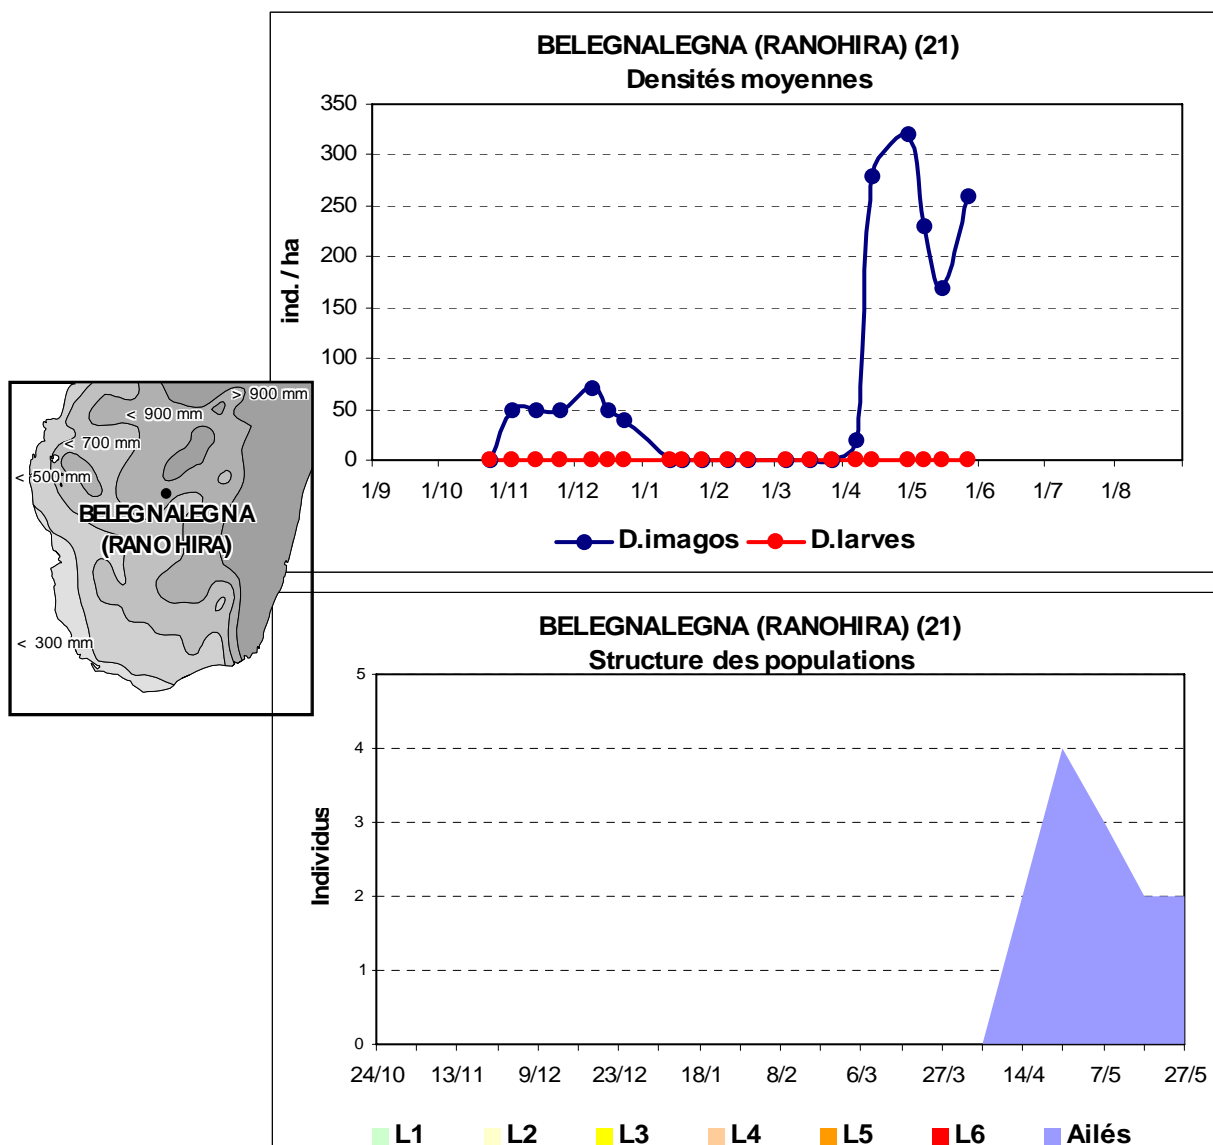 BELEGNALEGNA (RANOHIRA) (21)
Densités moyennes
350
300
250
200
150
100
50
0
ind. / ha
1/9 1/10 1/11 1/12 1/1 1/2 1/3 1/4 1/5 1/6 1/7 1/8
D.imagos D.larves
> 900 mm
< 900 mm
< 700 mm
< 500 mm
BELEGNALEGNA
(RANOHIRA)
< 300 mm
BELEGNALEGNA (RANOHIRA) (21)
Structure des populations
5
4
3
2
1
0
Individus
24/10 13/11 9/12 23/12 18/1 8/2 6/3 27/3 14/4 7/5 27/5
L1 L2 L3 L4 L5 L6 Ailés